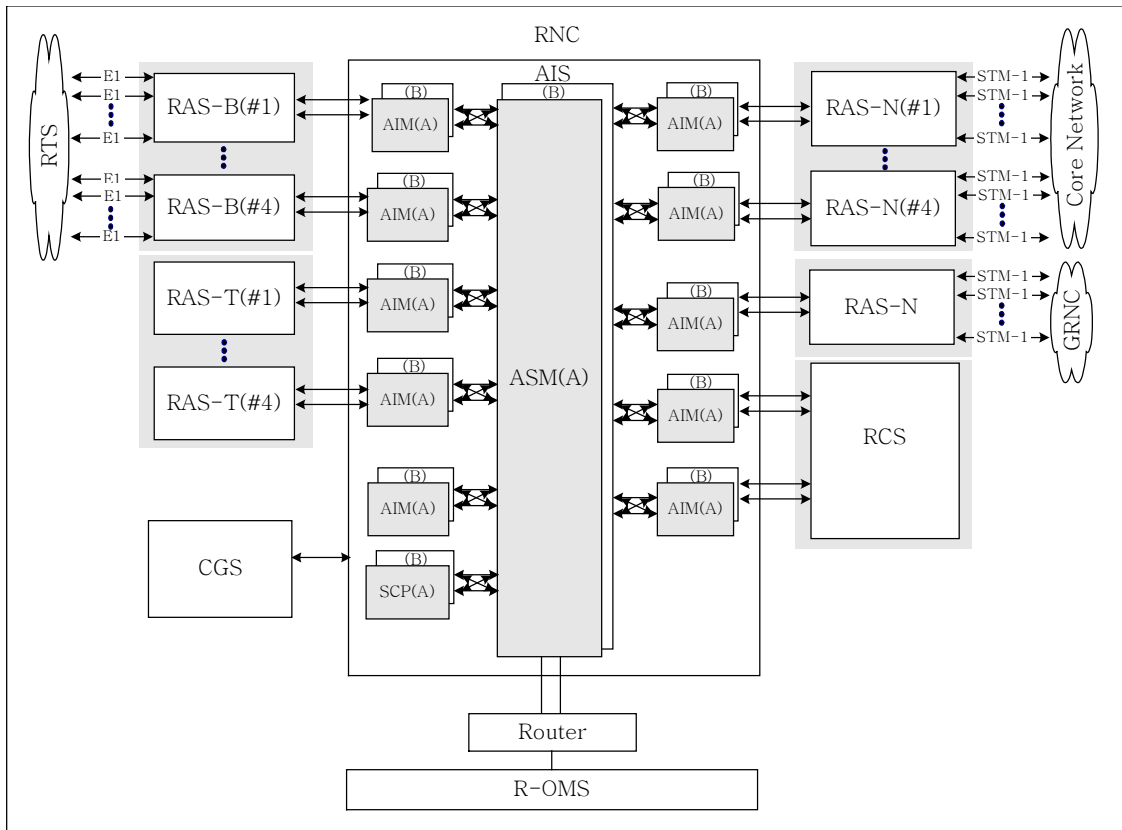 RNC
AIS
RTS
E1
E1
E1
E1
E1
E1
RAS-B(#1)
RAS-B(#4)
RAS-T(#1)
RAS-T(#4)
CGS
(B)
AIM(A)
(B)
AIM(A)
(B)
AIM(A)
(B)
AIM(A)
(B)
AIM(A)
(B)
SCP(A)
(B)
ASM(A)
(B)
AIM(A)
(B)
AIM(A)
(B)
AIM(A)
(B)
AIM(A)
(B)
AIM(A)
RAS-N(#1)
RAS-N(#4)
RAS-N
RCS
STM-1
STM-1
STM-1
STM-1
STM-1
STM-1
Core Network
STM-1
STM-1
STM-1
GRNC
Router
R-OMS